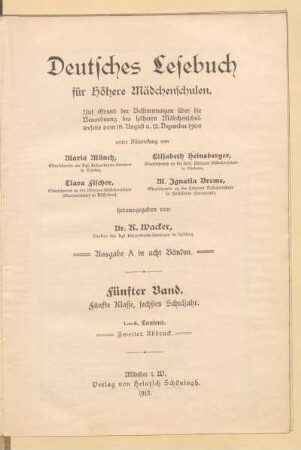 Deutsches Lesebuch
für Höhere Mädchenschulen.
Auf Grund der Bestimmungen über die
Neuordnung des höheren Mädchenschul-
wesens vom 18. August u. 12. Dezember 1908
unter Mitwirkung von
Maria Münch, Elisabeth Heinsberger,
Clara Fischer, M. Ignatia Breme,
herausgegeben von
Dr. K. Wacker,
Ausgabe A in acht Bänden.
Fünfter Band.
Fünfte Klasse, sechstes Schuljahr.
1.—6. Tausend.
Zweiter Abdruck.
Münster i. W.
Verlag von Heinrich Schöningh.
1912.